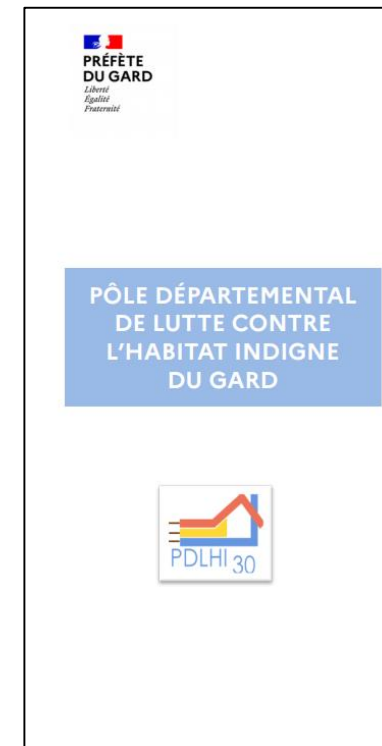 PRÉFÈTE
DU GARD
Liberté
Égalité
Fraternité
PÔLE DÉPARTEMENTAL
DE LUTTE CONTRE
L'HABITAT INDIGNE
DU GARD
PDLHI 30